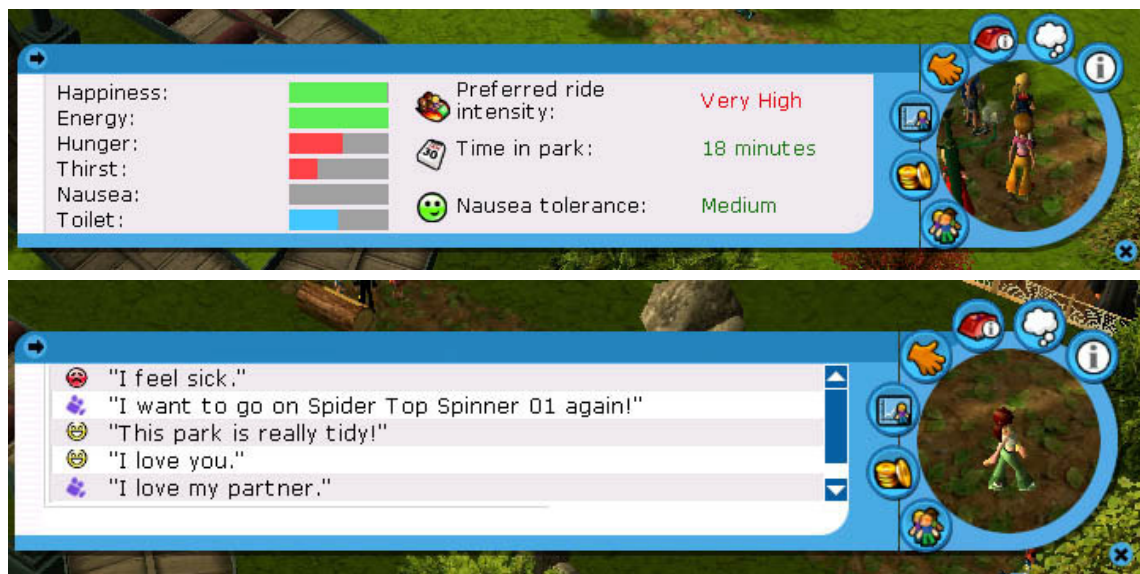 Happiness:
Energy:
Hunger:
Thirst:
Nausea:
Toilet:
Preferred ride
intensity:
Very High
30
Time in park:
18 minutes
Nausea tolerance:
Medium
"I feel sick."
"I want to go on Spider Top Spinner 01 again!"
"This park is really tidy!"
"I love you."
"I love my partner."